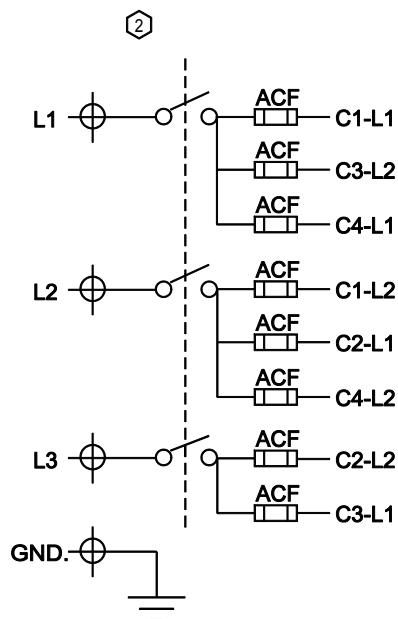 2
ACF
L1 C1-L1
ACF
C3-L2
ACF
C4-L1
ACF
L2 C1-L2
ACF
C2-L1
ACF
C4-L2
ACF
L3 C2-L2
ACF
C3-L1
GND.